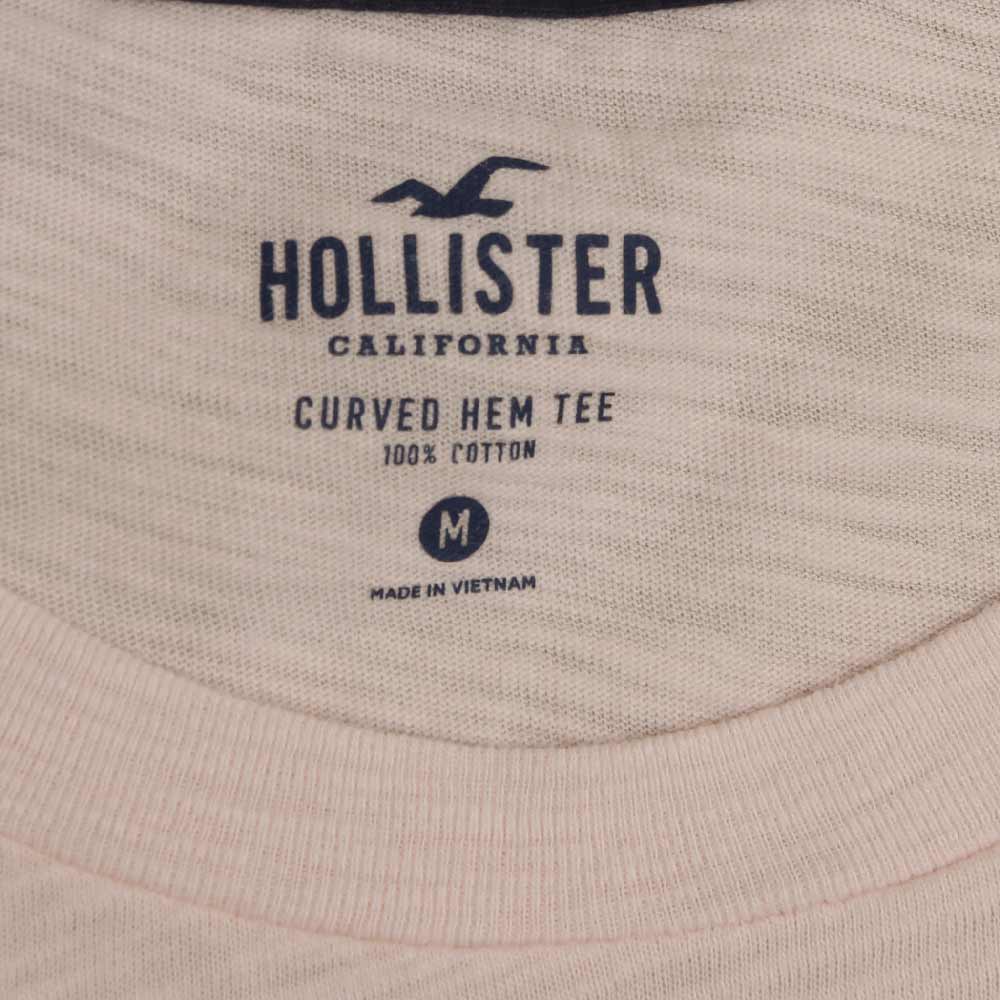 HOLLISTER
CALIFORNIA
CURVED HEM TEE
100% COTTON
M
MADE IN VIETNAM